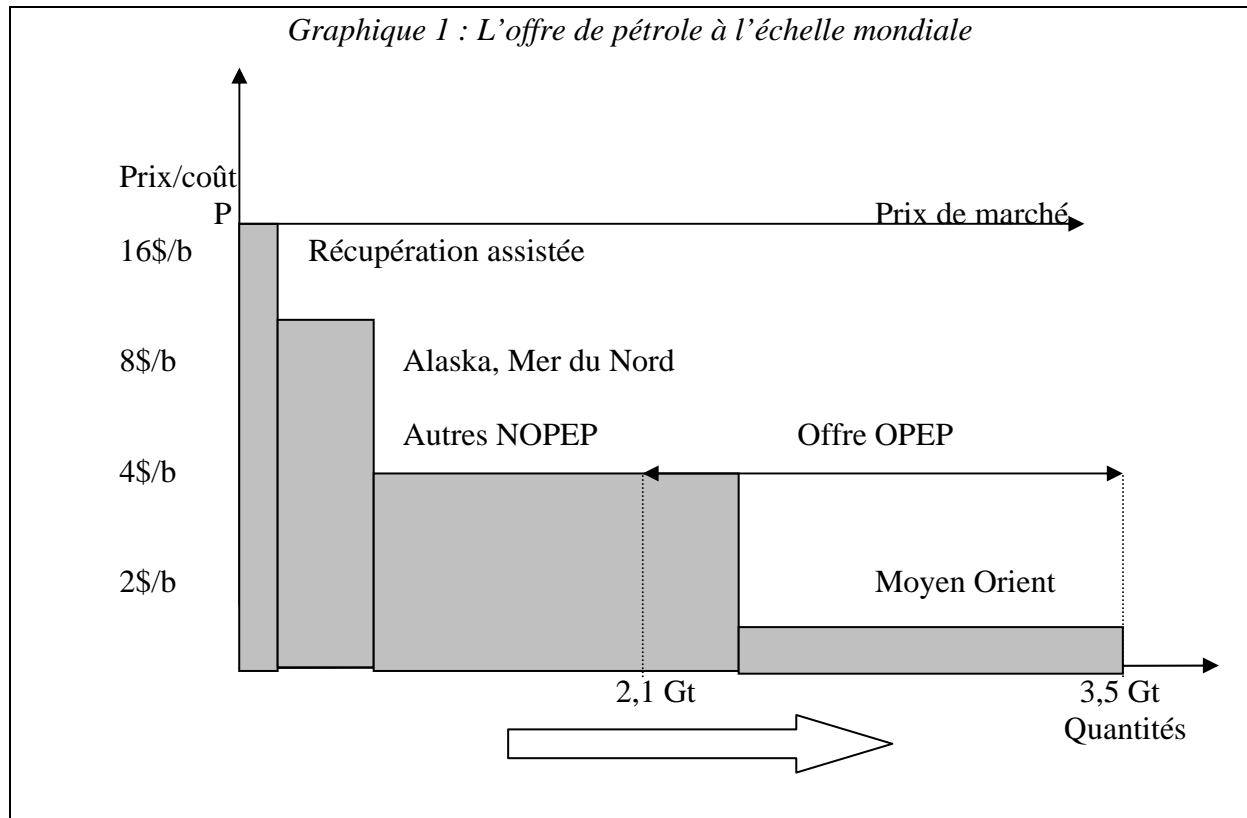 Graphique 1 : L’offre de pétrole à l’échelle mondiale
Prix/coût
P Prix de marché
16$/b Récupération assistée
8$/b Alaska, Mer du Nord
Autres NOPEP Offre OPEP
4$/b
2$/b Moyen Orient
2,1 Gt 3,5 Gt
Quantités